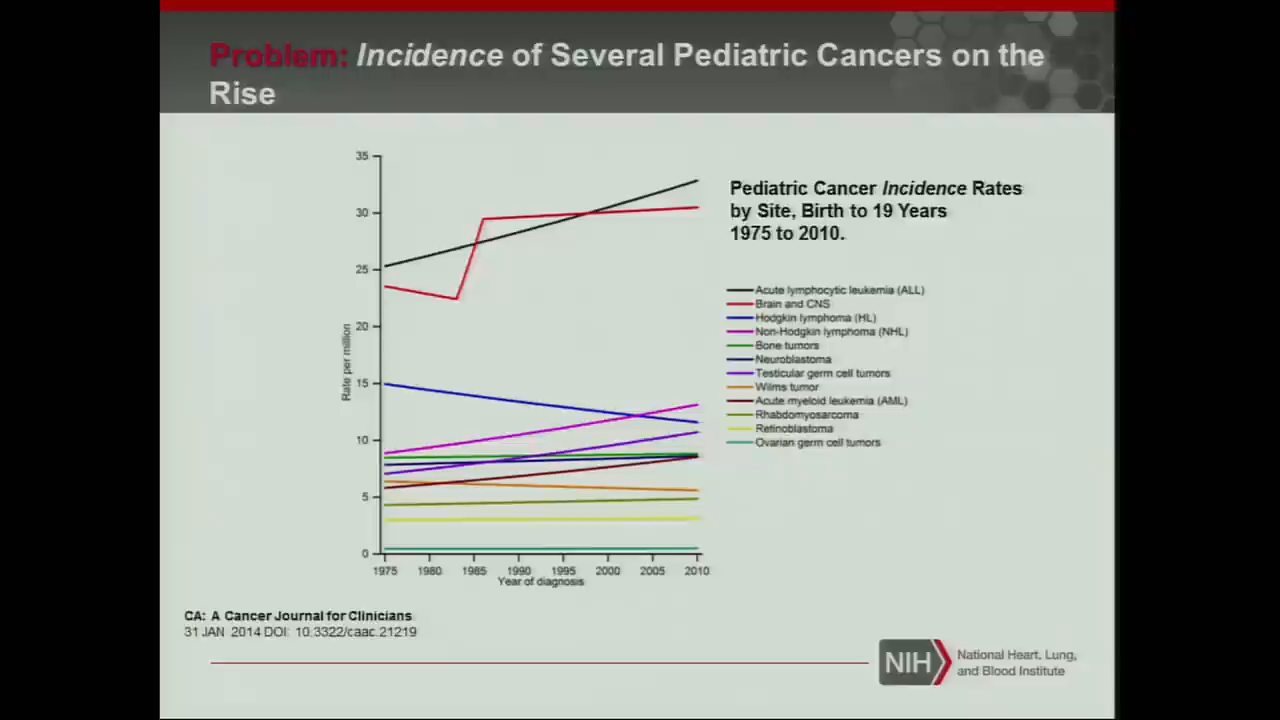 Problem: Incidence of Several Pediatric Cancers on the
Rise
35
30
25
20
15
10
5
0
Rate per million
1975 1980 1985 1990 1995 2000 2005 2010
Year of diagnosis
Pediatric Cancer Incidence Rates
by Site, Birth to 19 Years
1975 to 2010.
Acute lymphocytic leukemia (ALL)
Brain and CNS
Hodgkin lymphoma (HL)
Non-Hodgkin lymphoma (NHL)
Bone tumors
Neuroblastoma
Testicular germ cell tumors
Wilms tumor
Acute myeloid leukemia (AML)
Rhabdomyosarcoma
Retinoblastoma
Ovarian germ cell tumors
CA: A Cancer Journal for Clinicians
31 JAN 2014 DOI: 10.3322/caac.21219
NIH
National Heart, Lung,
and Blood Institute